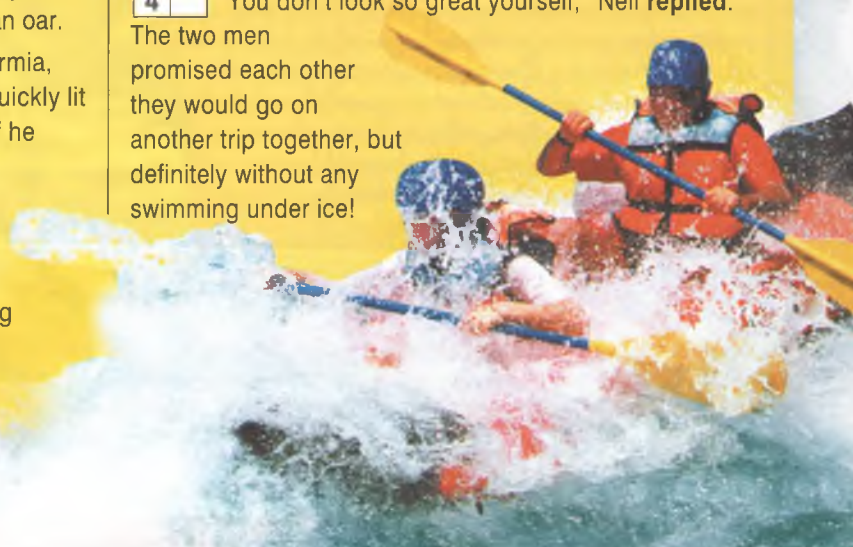 an oar.
rmia,
uickly lit
he
g
4
You don't look so great yourself," Neil replied.
The two men
promised each other
they would go on
another trip together, but
definitely without any
swimming under ice!